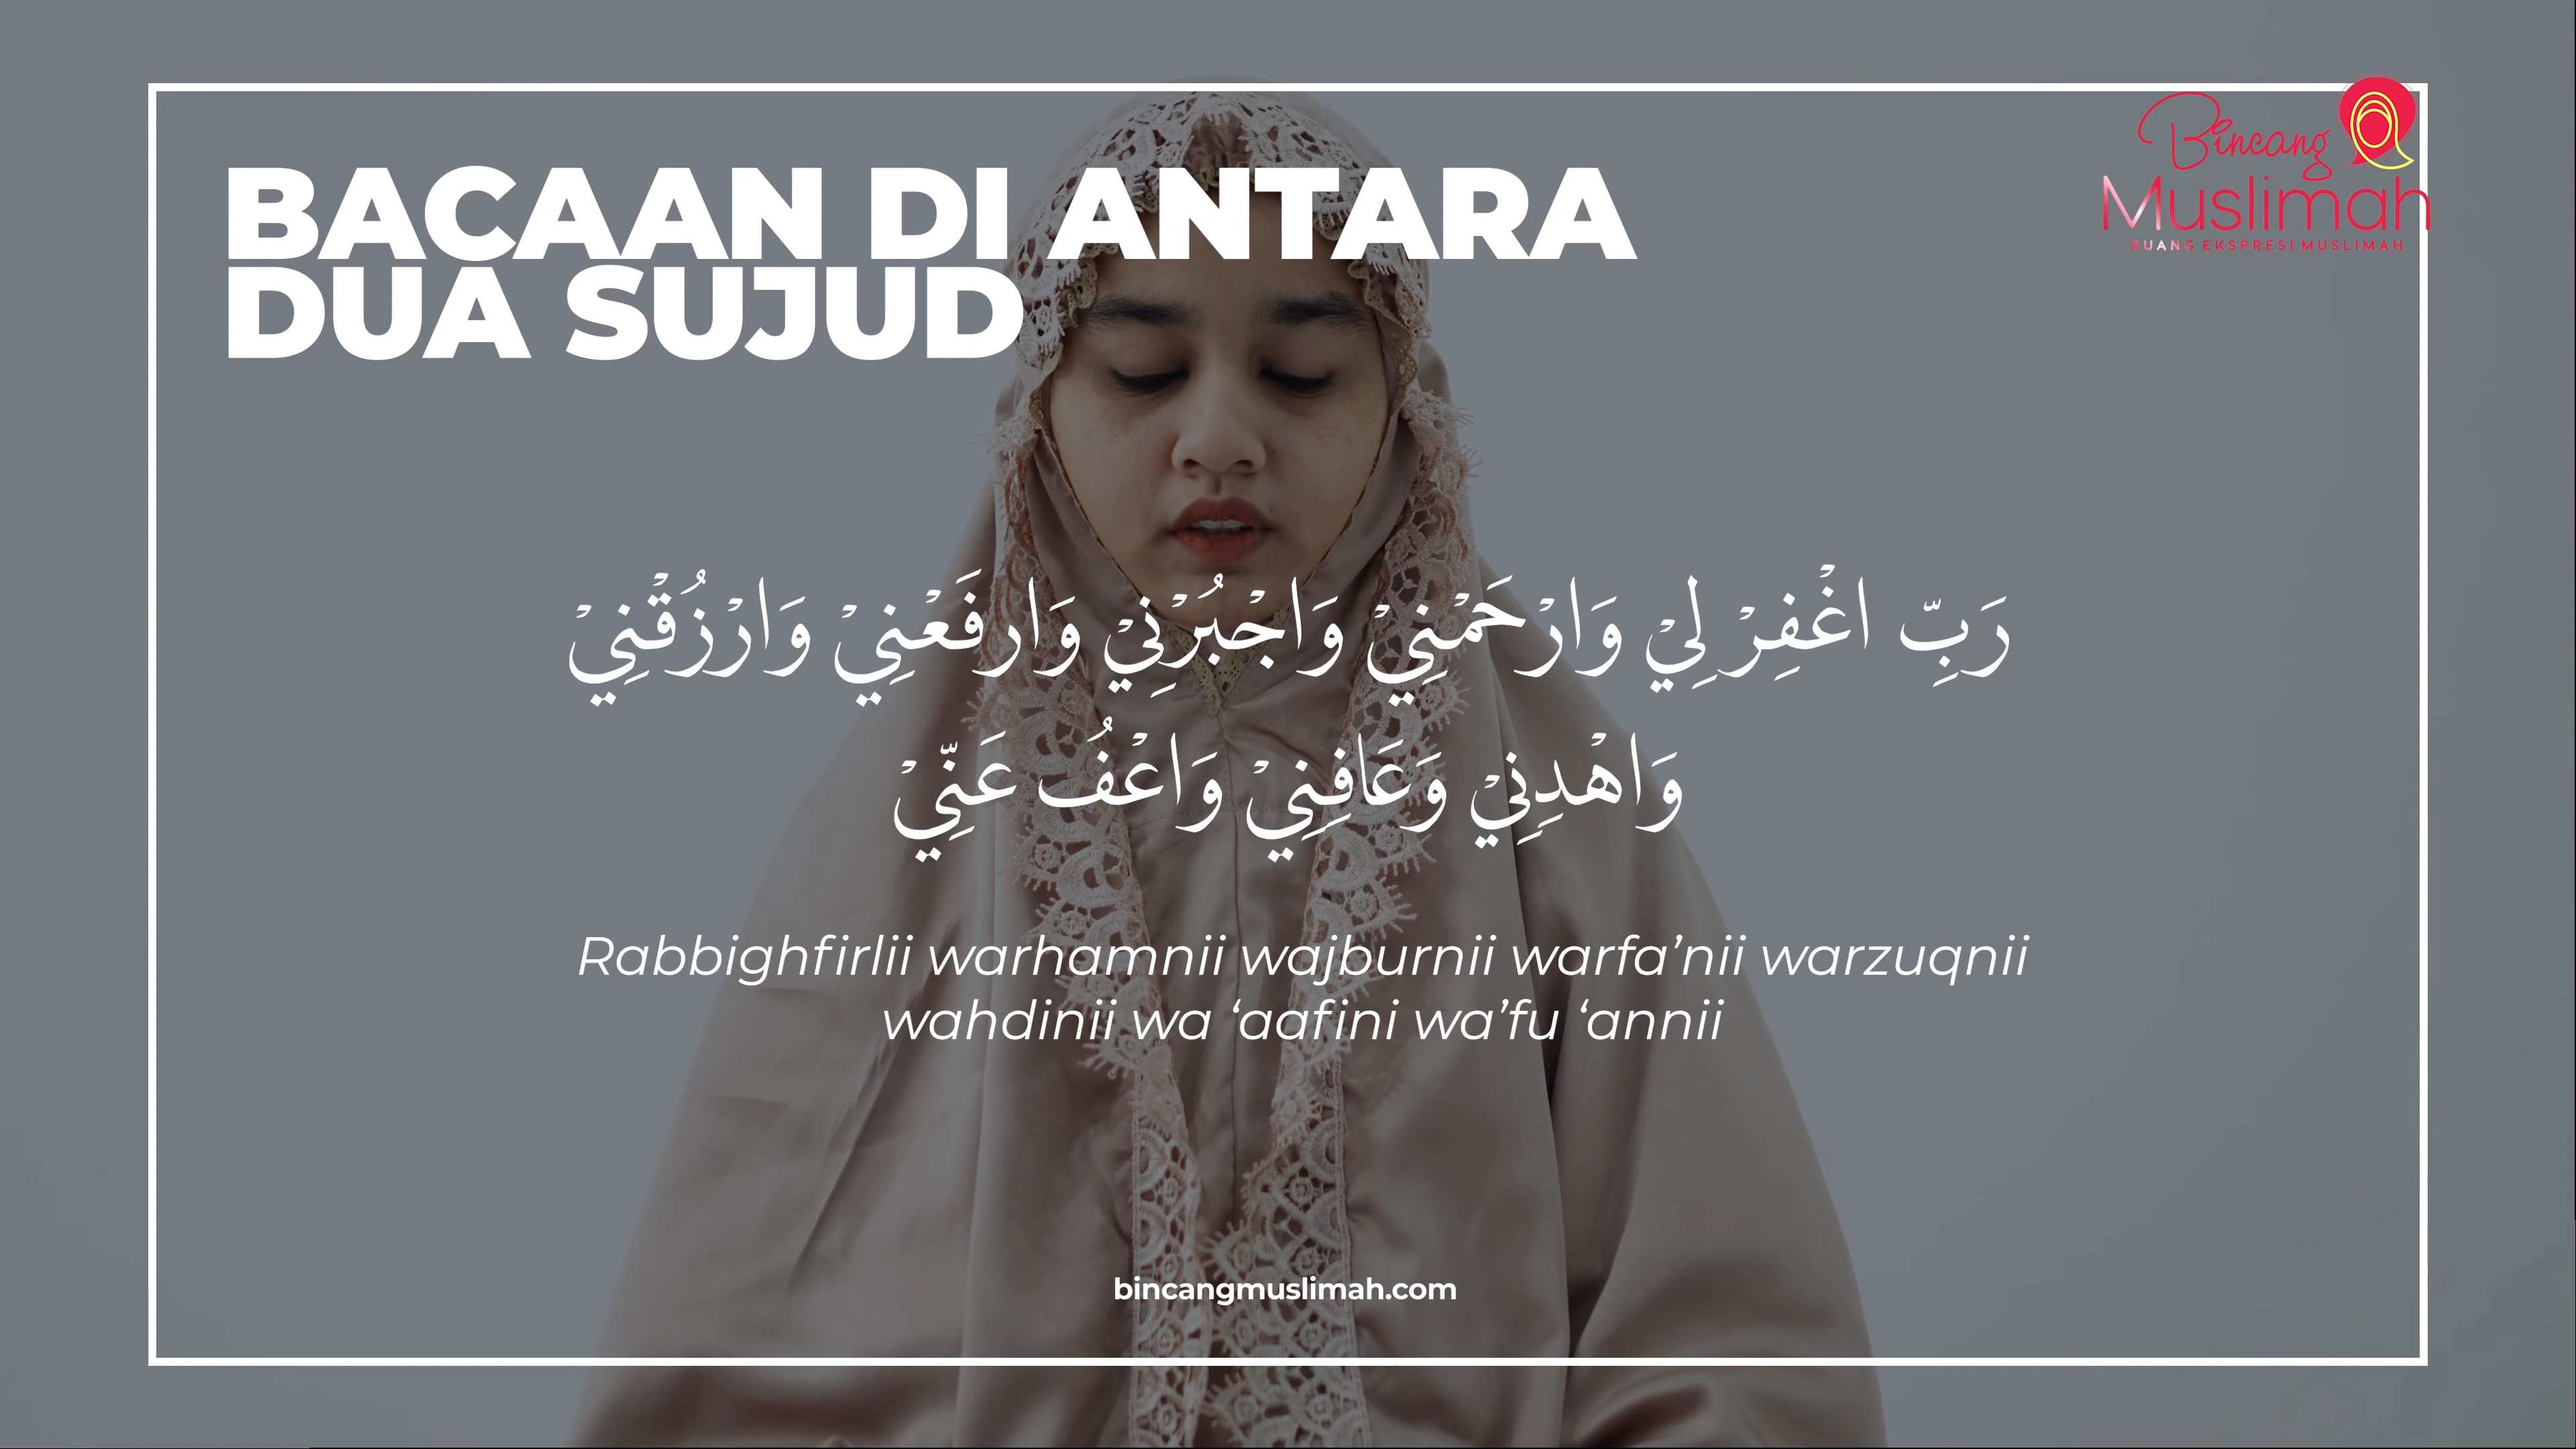 BACAAN DI ANTARA
DUA SUJUD
Bincang
Muslimah
RUANG EKSPRESI MUSLIMAH
رَبِّ اغْفِرْ لِيْ وَارْحَمْنِيْ وَاجْبُرْنِيْ وَارفَعْنِيْ وَارْزُقْنِيْ
وَاهْدِنِيْ وَعَافِنِيْ وَاعْفُ عَنِّيْ
Rabbighfirlii warhamnii wajburnii warfa’nii warzuqnii
wahdinii wa ‘aafini wa’fu ‘annii
bincangmuslimah.com